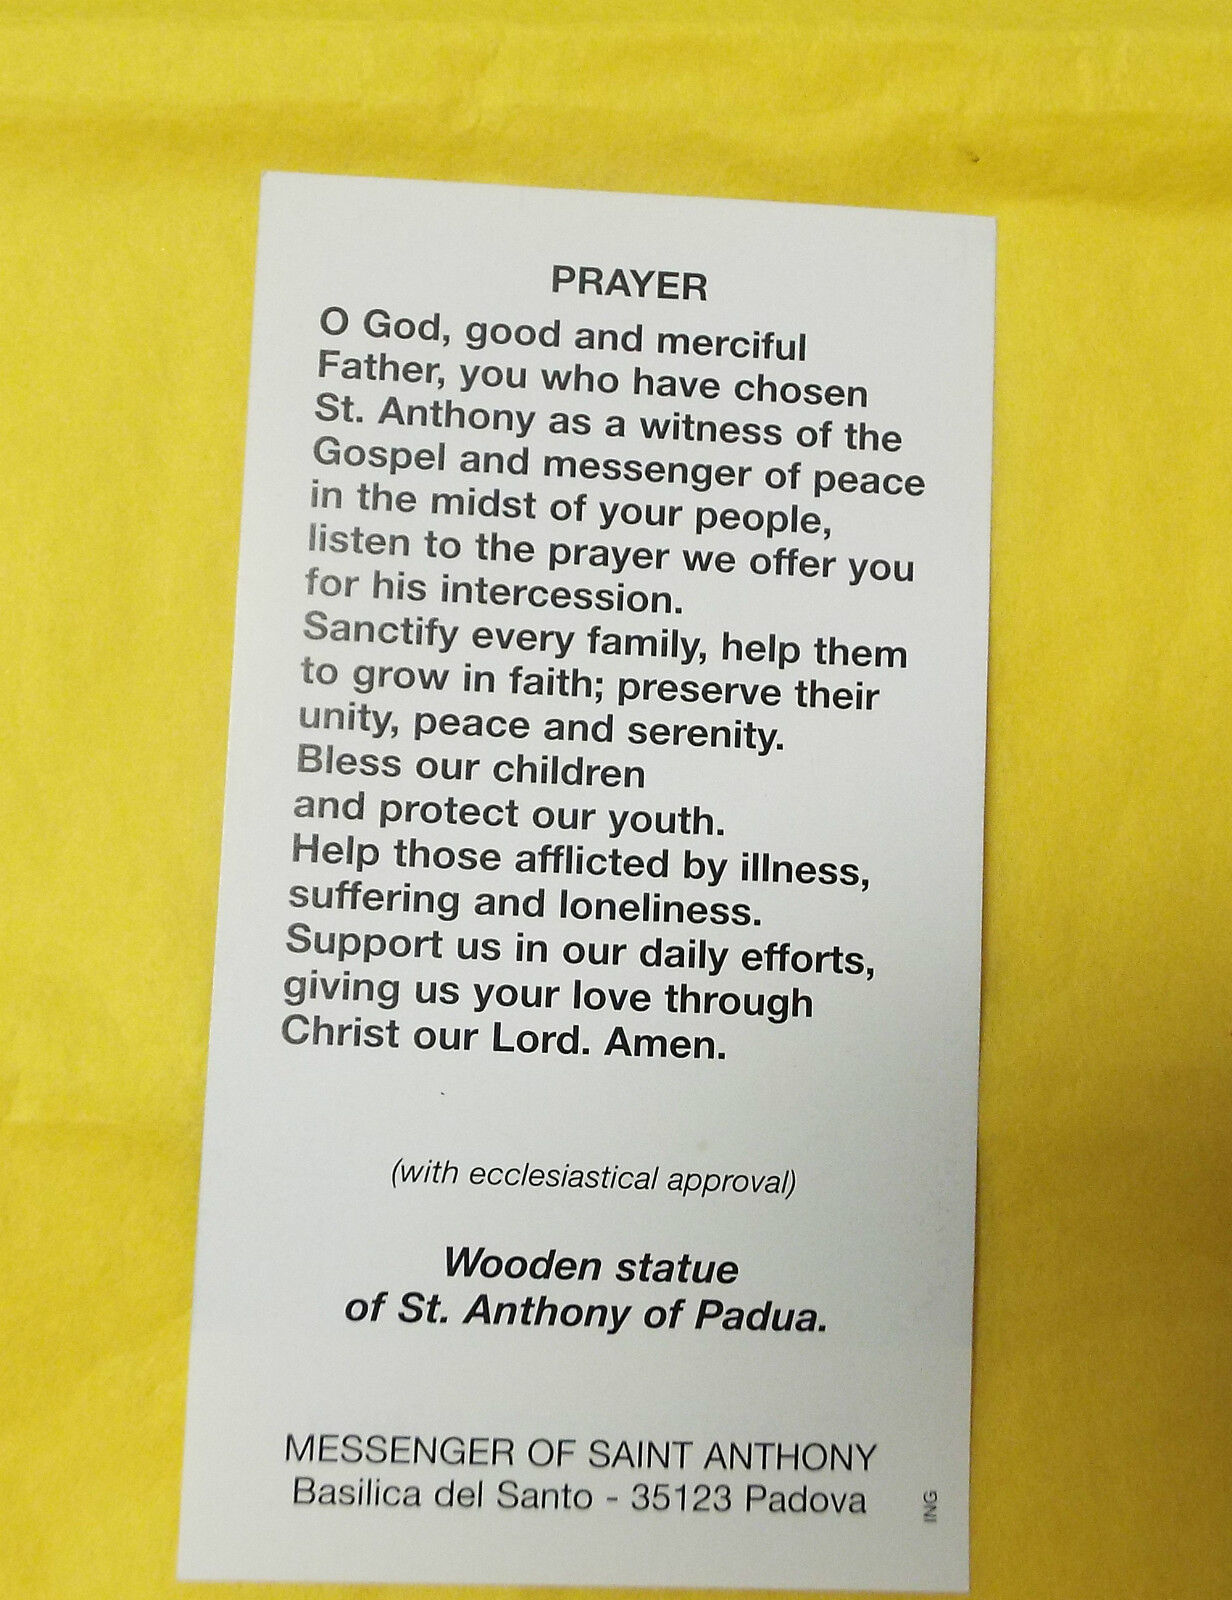 PRAYER
O God, good and merciful
Father, you who have chosen
St. Anthony as a witness of the
Gospel and messenger of peace
in the midst of your people,
listen to the prayer we offer you
for his intercession.
Sanctify every family, help them
to grow in faith; preserve their
unity, peace and serenity.
Bless our children
and protect our youth.
Help those afflicted by illness,
suffering and loneliness.
Support us in our daily efforts,
giving us your love through
Christ our Lord. Amen.
(with ecclesiastical approval)
Wooden statue
of St. Anthony of Padua.
MESSENGER OF SAINT ANTHONY
Basilica del Santo - 35123 Padova
ING